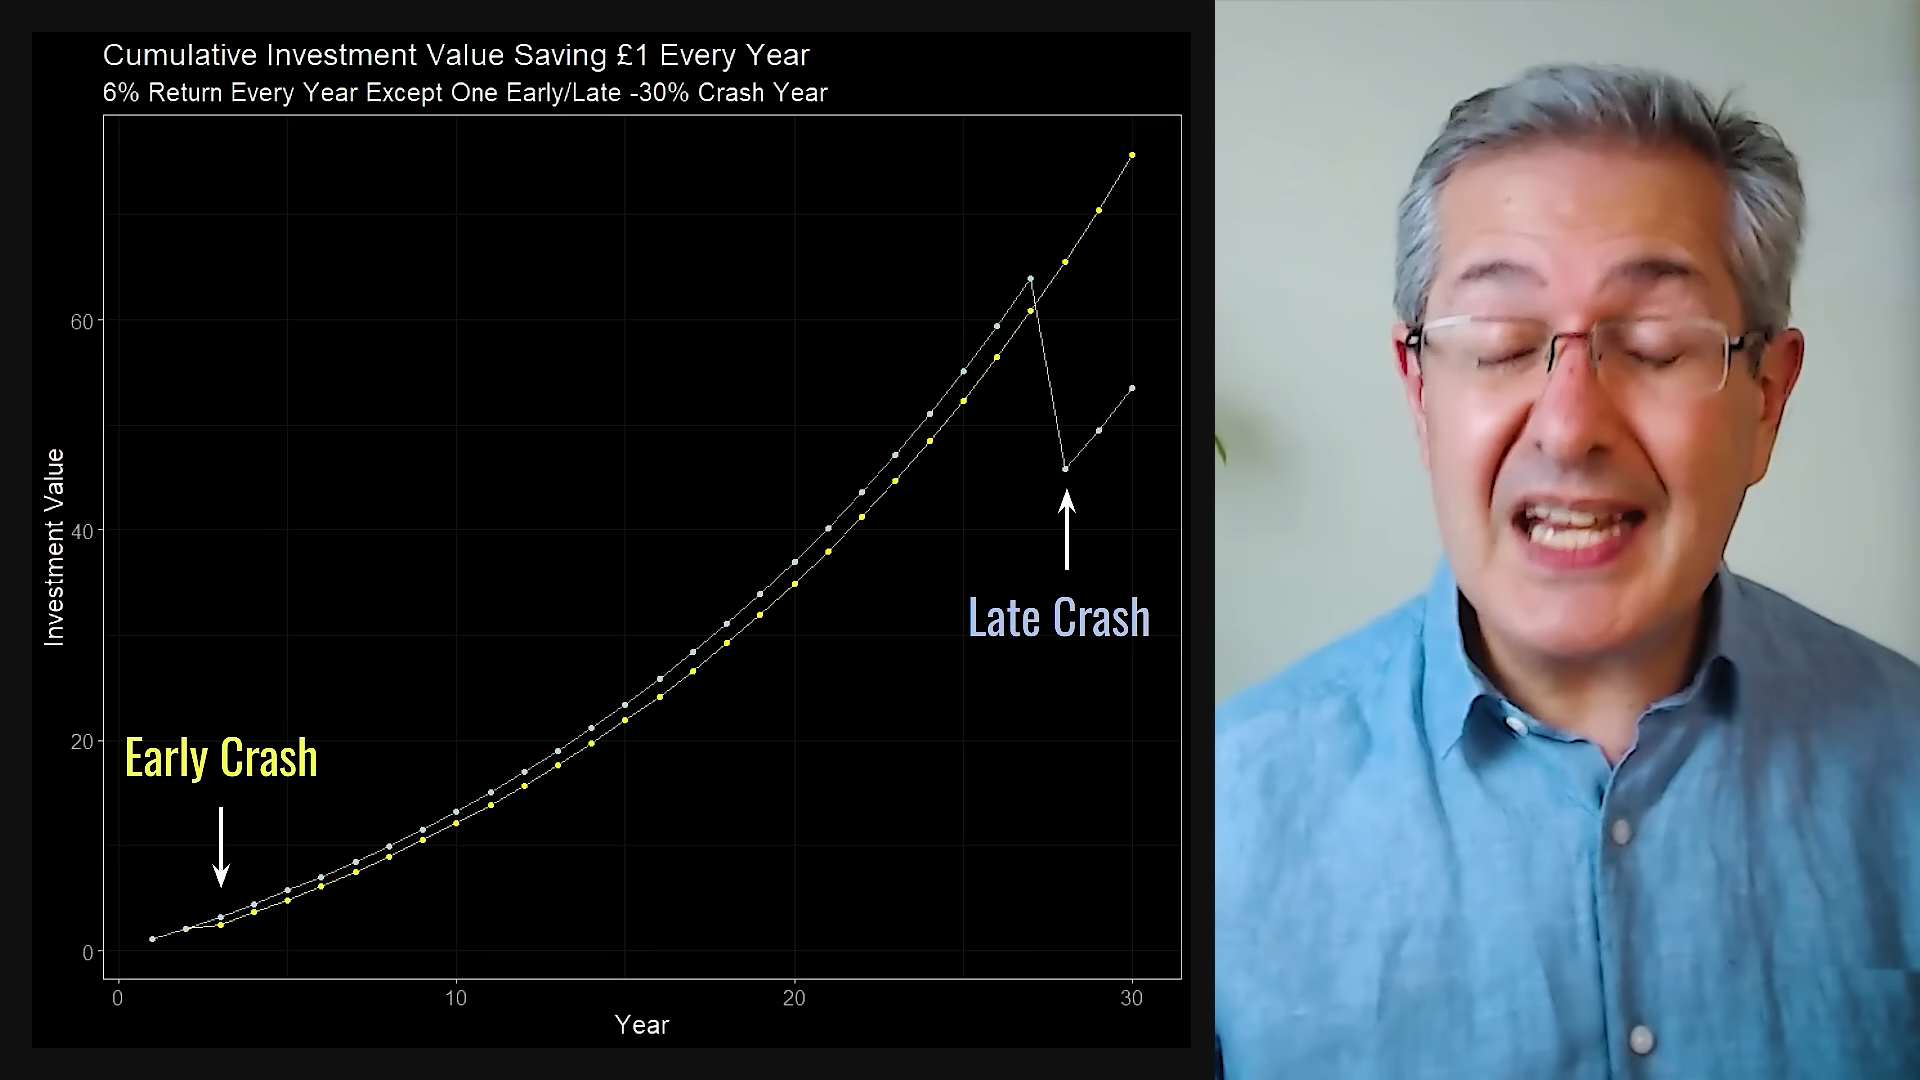 Cumulative Investment Value Saving £1 Every Year
6% Return Every Year Except One Early/Late -30% Crash Year
Investment Value
60
40
20
0
Early Crash
Late Crash
0 10 20 30
Year